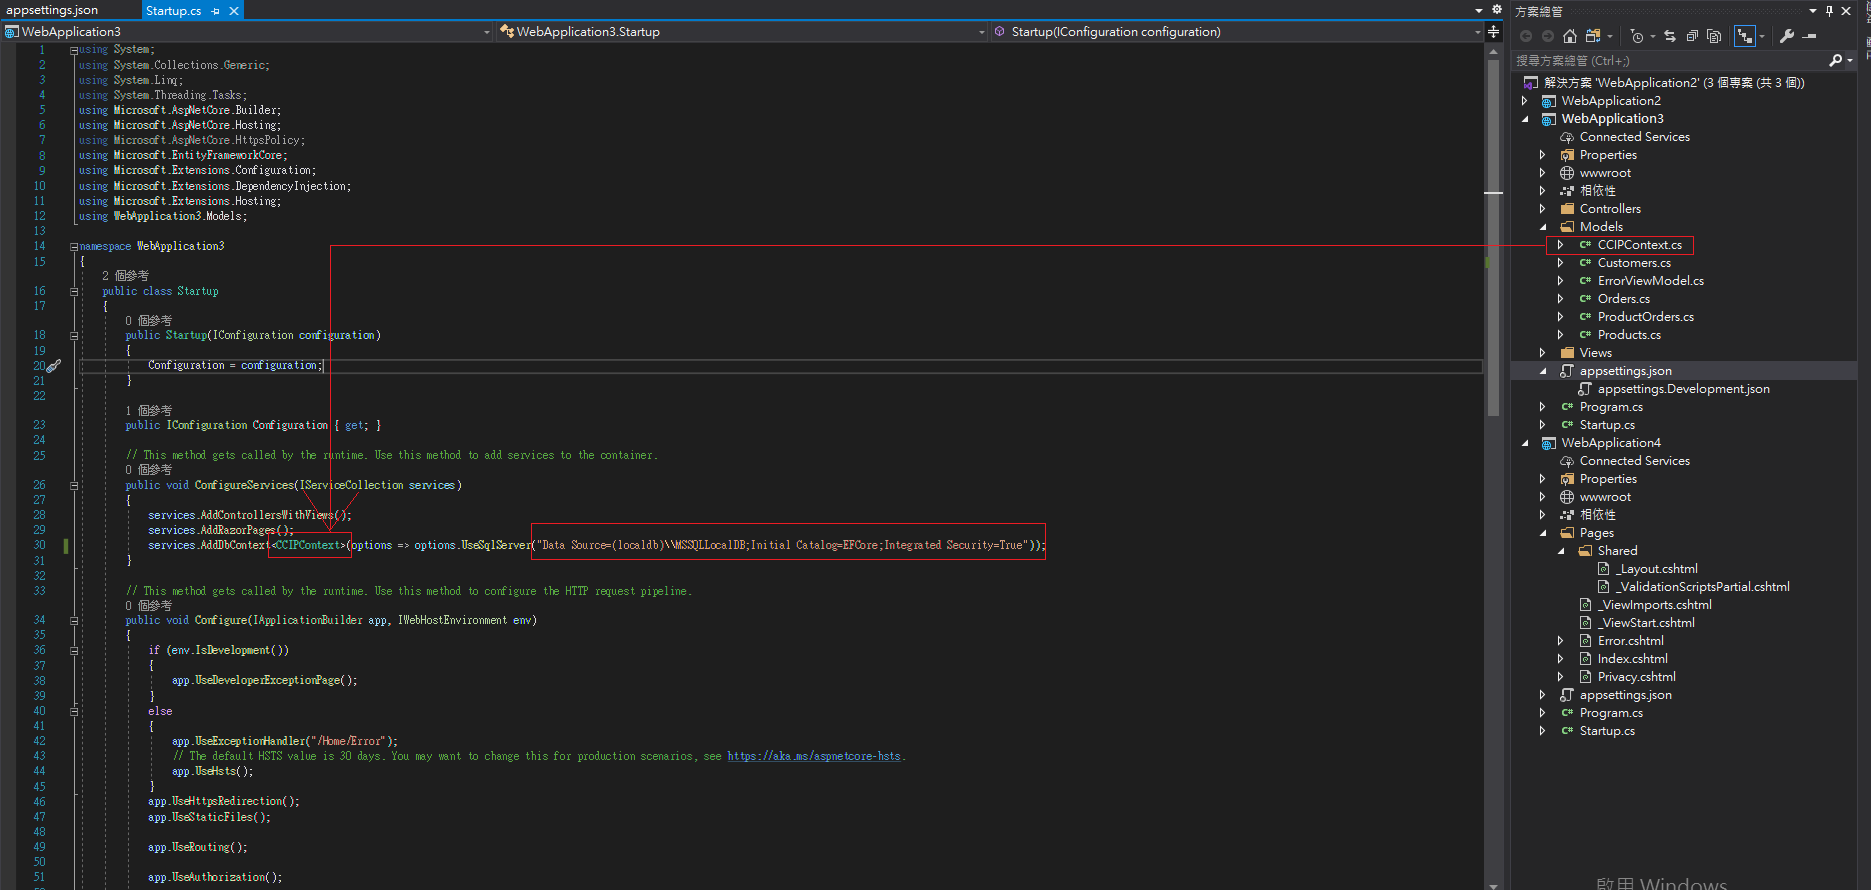 appsettings.json
Startup.cs
WebApplication3
WebApplication3.Startup
Startup(IConfiguration configuration)
1 using System;
2 using System.Collections.Generic;
3 using System.Linq;
4 using System.Threading.Tasks;
5 using Microsoft.AspNetCore.Builder;
6 using Microsoft.AspNetCore.Hosting;
7 using Microsoft.AspNetCore.HttpsPolicy;
8 using Microsoft.EntityFrameworkCore;
9 using Microsoft.Extensions.Configuration;
10 using Microsoft.Extensions.DependencyInjection;
11 using Microsoft.Extensions.Hosting;
12 using WebApplication3.Models;
13
14 namespace WebApplication3
15 {
2 個參考
16 public class Startup
17 {
0 個參考
18 public Startup(IConfiguration configuration)
19 {
20 Configuration = configuration;
21 }
22
1 個參考
23 public IConfiguration Configuration { get; }
24
25 // This method gets called by the runtime. Use this method to add services to the container.
0 個參考
26 public void ConfigureServices(IServiceCollection services)
27 {
28 services.AddControllersWithViews();
29 services.AddRazorPages();
30 services.AddDbContext<CCIPContext>(options => options.UseSqlServer("Data Source=(localdb)\\MSSQLLocalDB;Initial Catalog=EFCore;Integrated Security=True"));
31 }
32
33 // This method gets called by the runtime. Use this method to configure the HTTP request pipeline.
0 個參考
34 public void Configure(IApplicationBuilder app, IWebHostEnvironment env)
35 {
36 if (env.IsDevelopment())
37 {
38 app.UseDeveloperExceptionPage();
39 }
40 else
41 {
42 app.UseExceptionHandler("/Home/Error");
43 // The default HSTS value is 30 days. You may want to change this for production scenarios, see https://aka.ms/aspnetcore-hsts.
44 app.UseHsts();
45 }
46 app.UseHttpsRedirection();
47 app.UseStaticFiles();
48
49 app.UseRouting();
50
51 app.UseAuthorization();
方案總管
搜尋方案總管 (Ctrl+;)
解決方案 'WebApplication2' (3 個專案 (共 3 個))
WebApplication2
WebApplication3
Connected Services
Properties
wwwroot
相依性
Controllers
Models
C# CCIPContext.cs
C# Customers.cs
C# ErrorViewModel.cs
C# Orders.cs
C# ProductOrders.cs
C# Products.cs
Views
appsettings.json
appsettings.Development.json
C# Program.cs
C# Startup.cs
WebApplication4
Connected Services
Properties
wwwroot
相依性
Pages
Shared
_Layout.cshtml
_ValidationScriptsPartial.cshtml
_ViewImports.cshtml
_ViewStart.cshtml
Error.cshtml
Index.cshtml
Privacy.cshtml
appsettings.json
C# Program.cs
C# Startup.cs
啟用 Windows